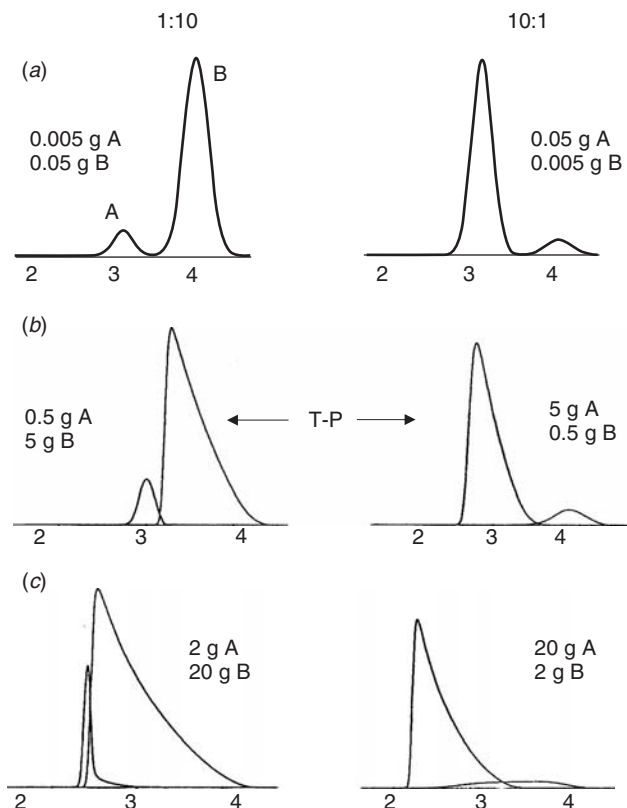 1:10 10:1
(a)
B
0.005 g A
0.05 g B
A
0.05 g A
0.005 g B
2 3 4
2 3 4
(b)
0.5 g A
5 g B
T-P
5 g A
0.5 g B
2 3 4
2 3 4
(c)
2 g A
20 g B
20 g A
2 g B
2 3 4
2 3 4